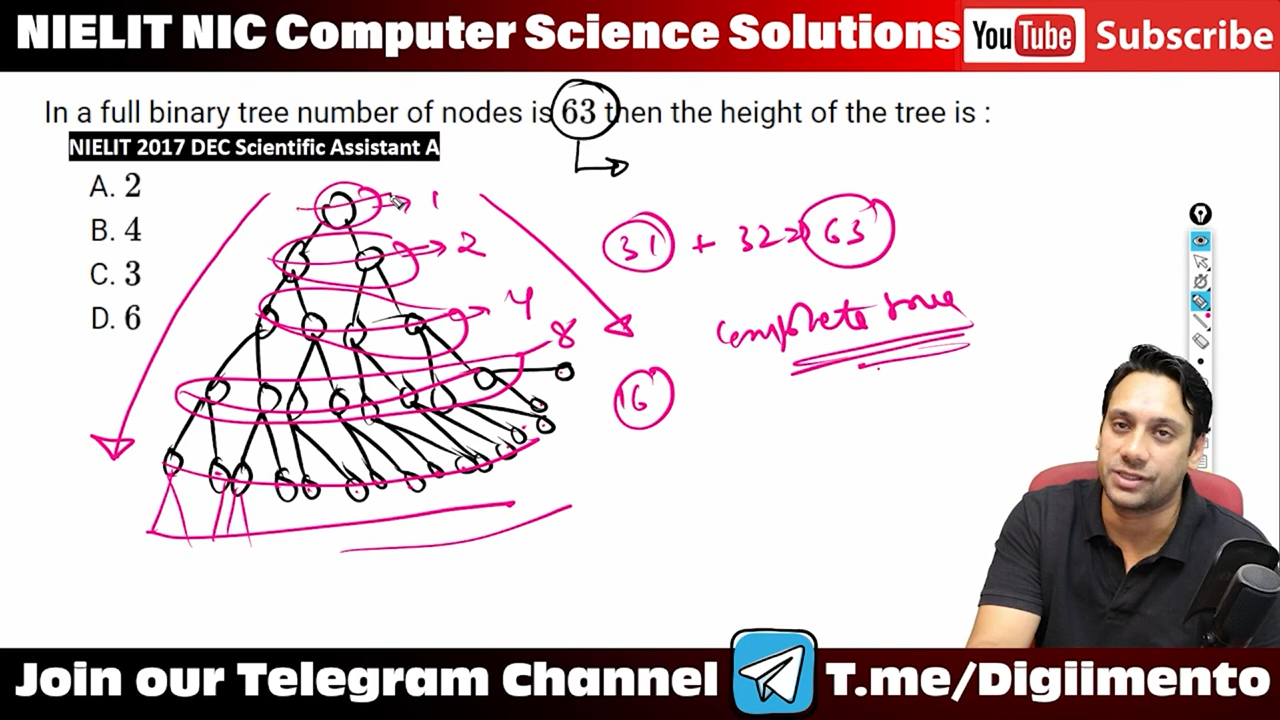 NIELIT NIC Computer Science Solutions YouTube Subscribe
In a full binary tree number of nodes is 63 then the height of the tree is :
NIELIT 2017 DEC Scientific Assistant A
A. 2
B. 4
C. 3
D. 6
1
2
4
8
31 + 32 => 63
complete tree
16
Join our Telegram Channel T.me/Digiimento